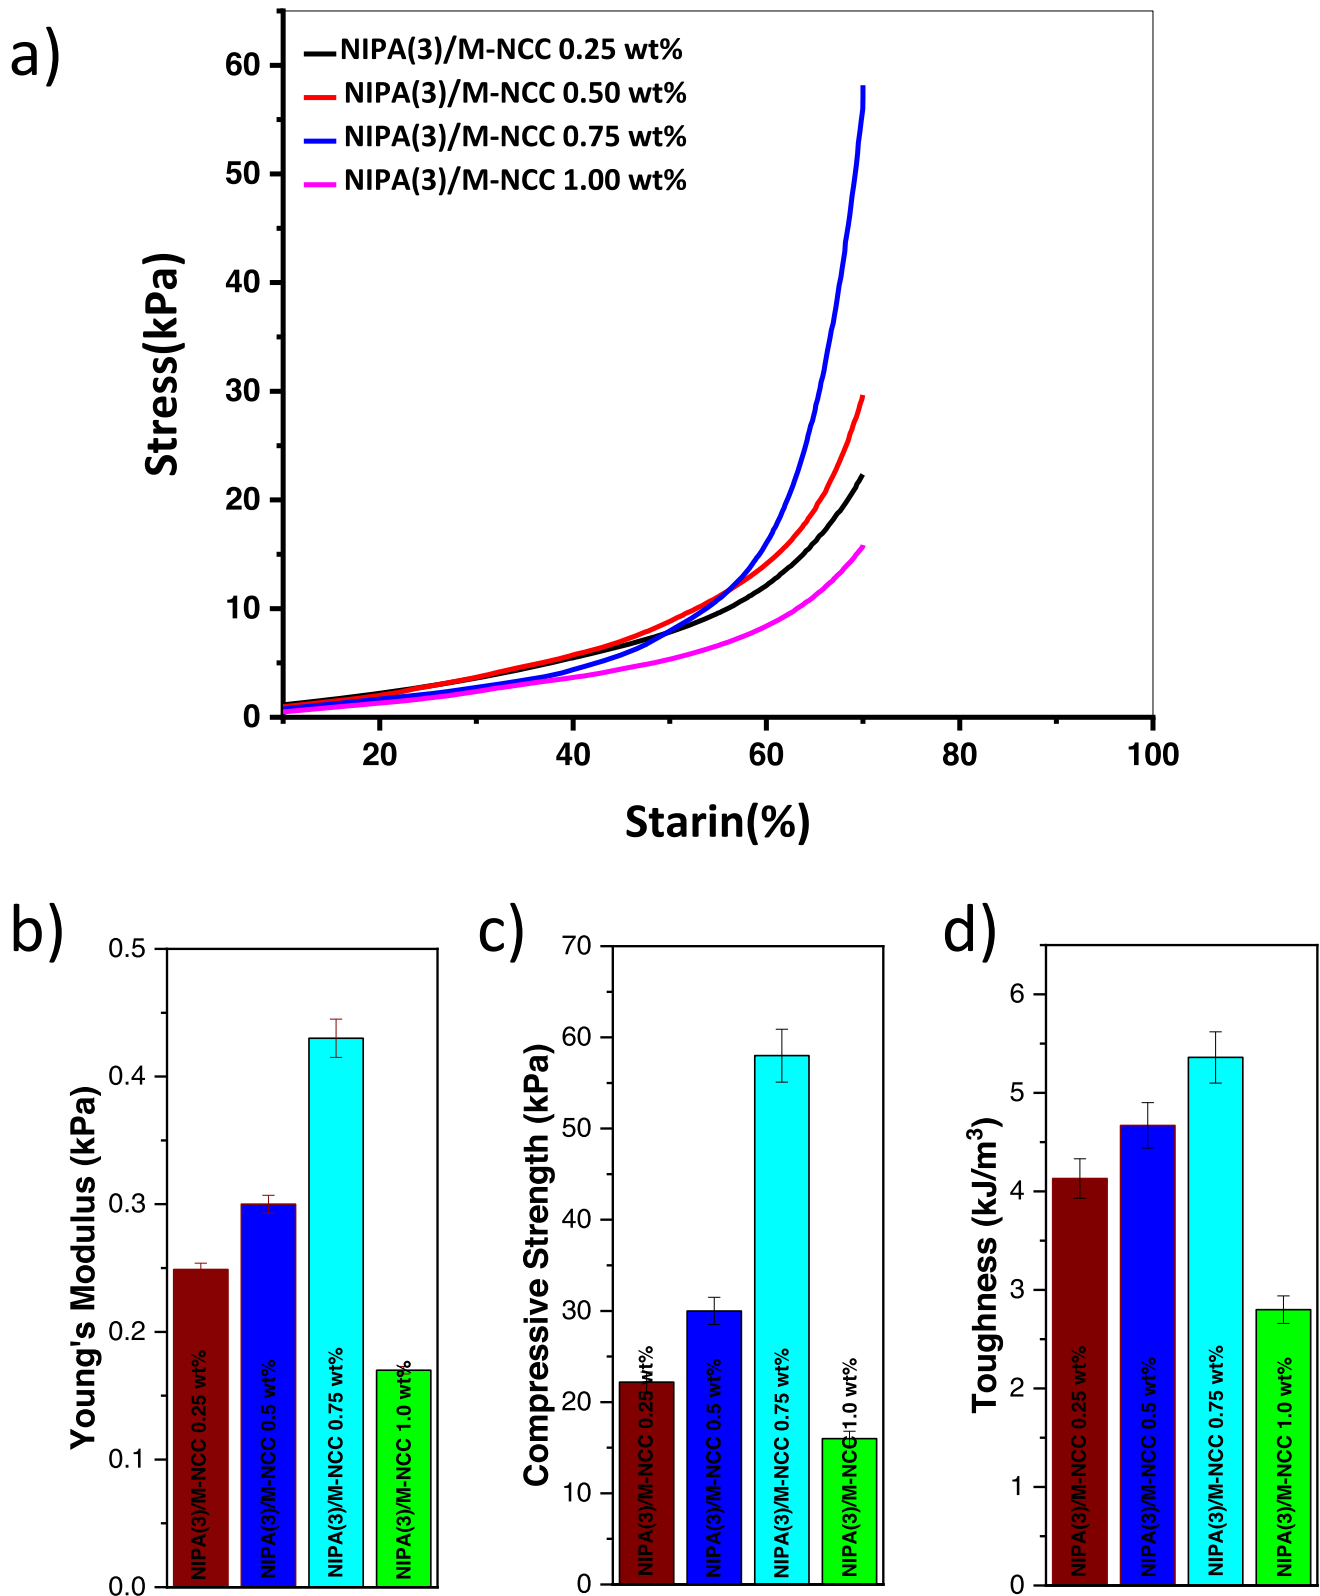 a)
NIPA(3)/M-NCC 0.25 wt%
NIPA(3)/M-NCC 0.50 wt%
NIPA(3)/M-NCC 0.75 wt%
NIPA(3)/M-NCC 1.00 wt%
60
50
40
30
20
10
0
Stress(kPa)
20
40
60
80
100
Starin(%)
b)
0.5
0.4
0.3
0.2
0.1
0.0
Young's Modulus (kPa)
NIPA(3)/M-NCC 0.25 wt%
NIPA(3)/M-NCC 0.5 wt%
NIPA(3)/M-NCC 0.75 wt%
NIPA(3)/M-NCC 1.0 wt%
c)
70
60
50
40
30
20
10
0
Compressive Strength (kPa)
NIPA(3)/M-NCC 0.25 wt%
NIPA(3)/M-NCC 0.5 wt%
NIPA(3)/M-NCC 0.75 wt%
NIPA(3)/M-NCC 1.0 wt%
d)
6
5
4
3
2
1
0
Toughness (kJ/m³)
NIPA(3)/M-NCC 0.25 wt%
NIPA(3)/M-NCC 0.5 wt%
NIPA(3)/M-NCC 0.75 wt%
NIPA(3)/M-NCC 1.0 wt%